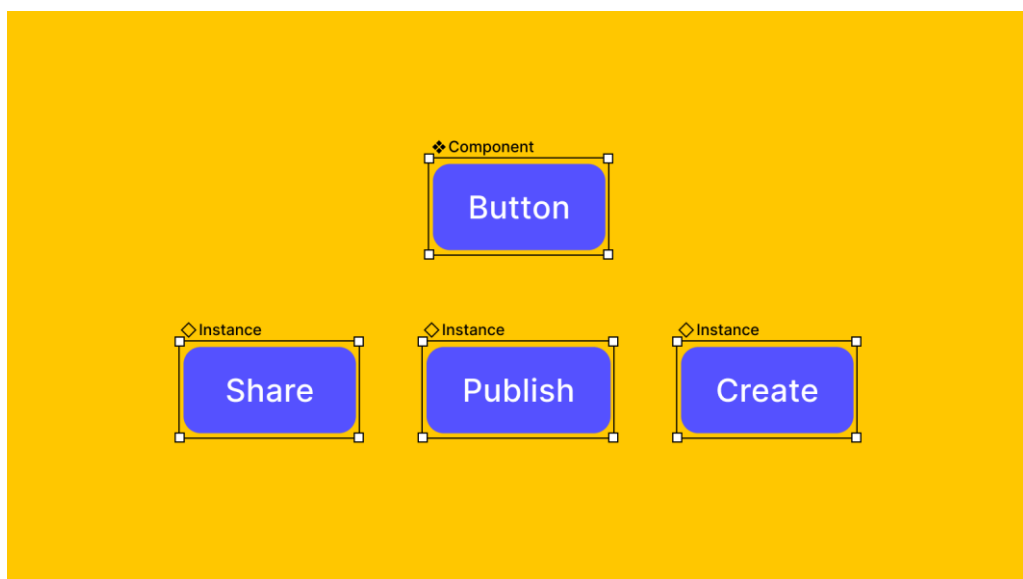 ❖ Component
Button
◇ Instance
◇ Instance
◇ Instance
Share
Publish
Create